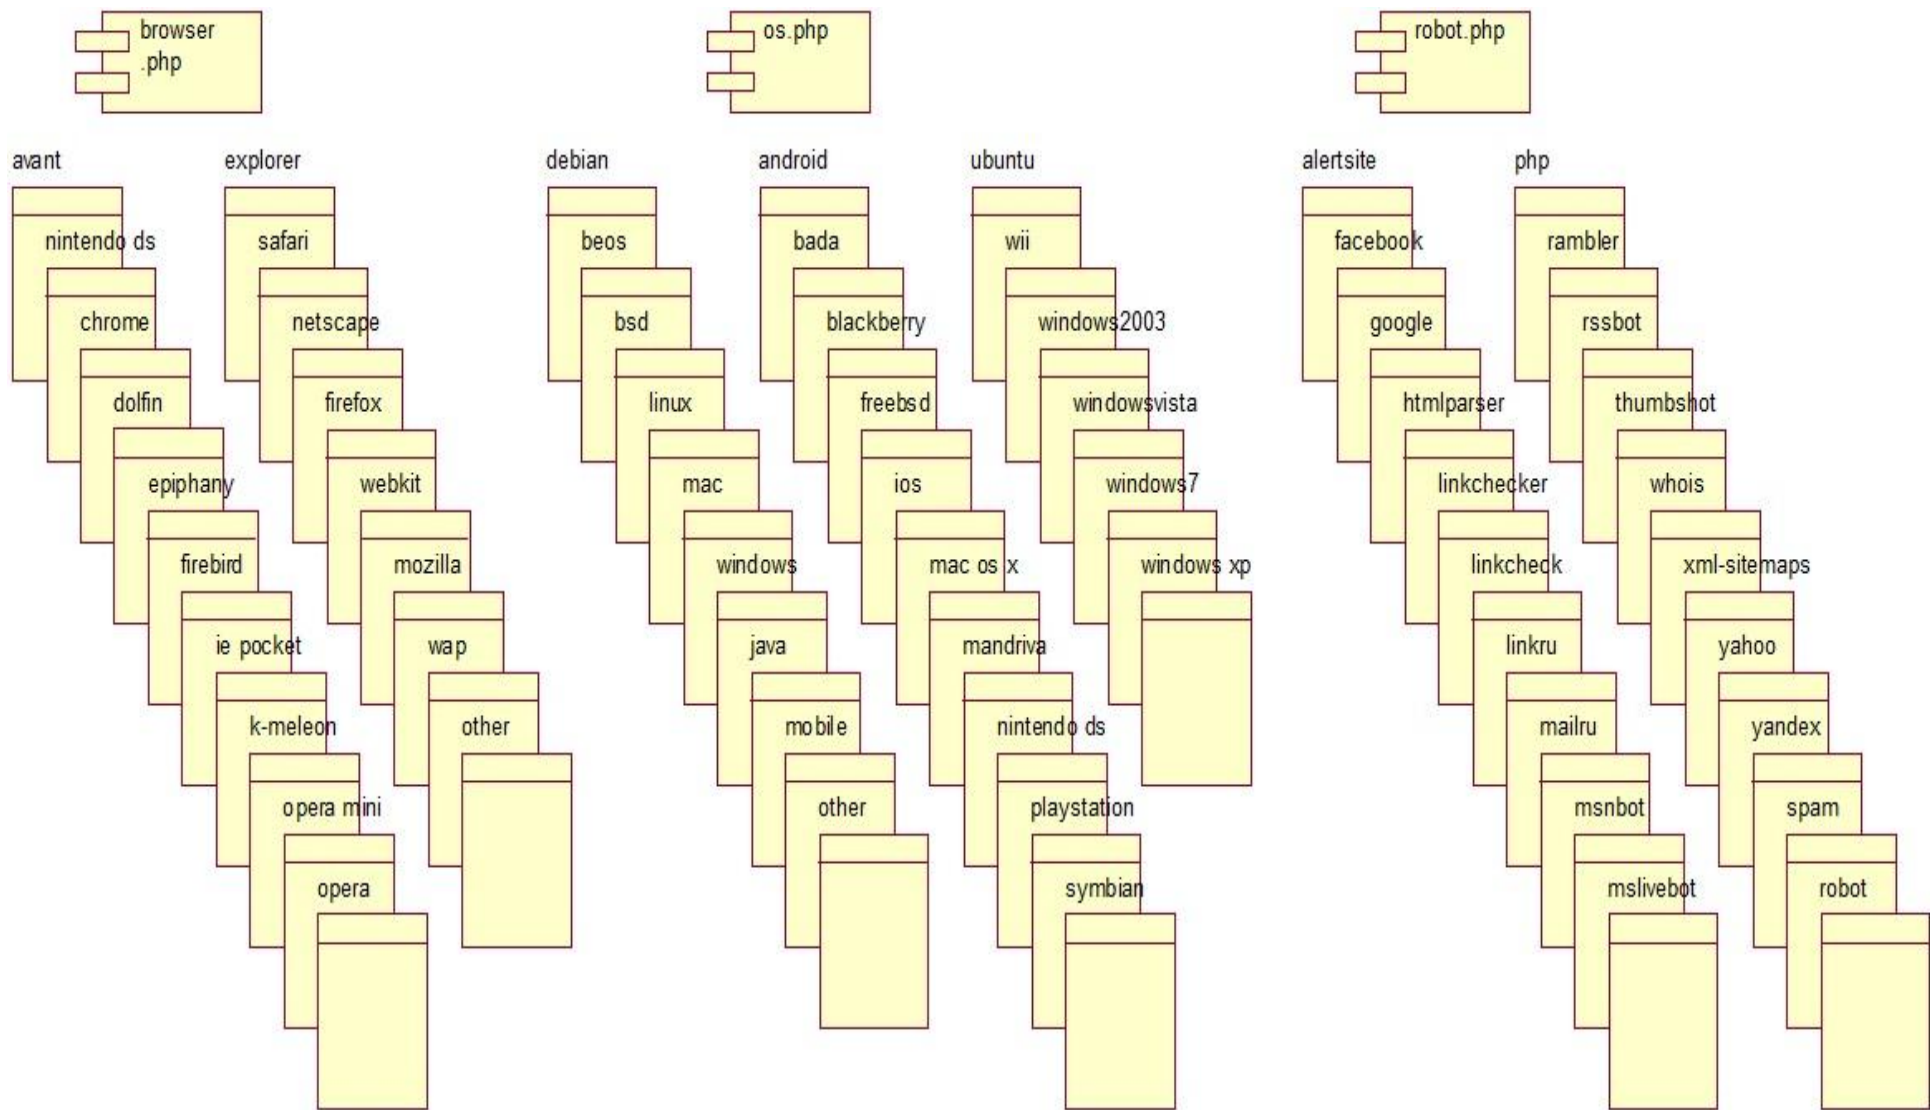 browser
.php
os.php
robot.php
avant
nintendo ds
chrome
dolfin
epiphany
firebird
ie pocket
k-meleon
opera mini
opera
explorer
safari
netscape
firefox
webkit
mozilla
wap
other
debian
beos
bsd
linux
mac
windows
java
mobile
other
android
bada
blackberry
freebsd
ios
mac os x
mandriva
nintendo ds
playstation
symbian
ubuntu
wii
windows2003
windowsvista
windows7
windows xp
alertsite
facebook
google
htmlparser
linkchecker
linkcheck
linkru
mailru
msnbot
mslivebot
php
rambler
rssbot
thumbshot
whois
xml-sitemaps
yahoo
yandex
spam
robot